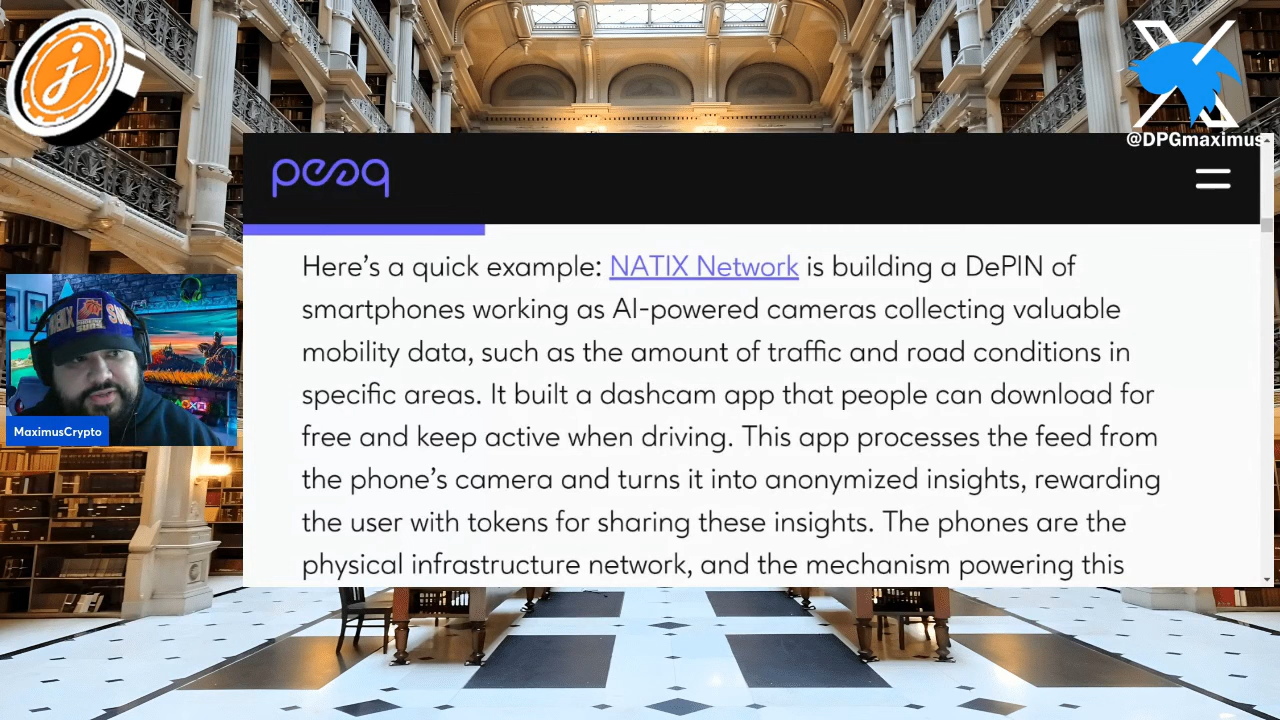 @DPGmaximus
peaq
Here’s a quick example: NATIX Network is building a DePIN of
smartphones working as AI-powered cameras collecting valuable
mobility data, such as the amount of traffic and road conditions in
specific areas. It built a dashcam app that people can download for
free and keep active when driving. This app processes the feed from
the phone’s camera and turns it into anonymized insights, rewarding
the user with tokens for sharing these insights. The phones are the
physical infrastructure network, and the mechanism powering this
SUNS
MaximusCrypto